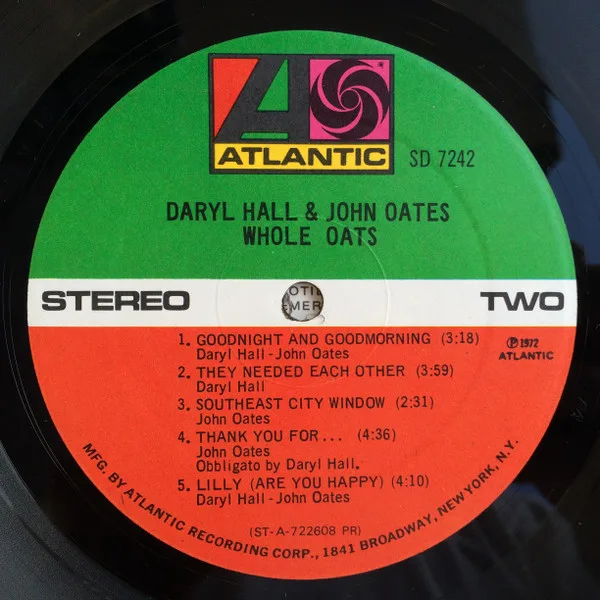 ATLANTIC
SD 7242
DARYL HALL & JOHN OATES
WHOLE OATS
STEREO
TWO
1. GOODNIGHT AND GOODMORNING (3:18)
Daryl Hall - John Oates
2. THEY NEEDED EACH OTHER (3:59)
Daryl Hall
3. SOUTHEAST CITY WINDOW (2:31)
John Oates
4. THANK YOU FOR... (4:36)
John Oates
Obbligato by Daryl Hall.
5. LILLY (ARE YOU HAPPY) (4:10)
Daryl Hall - John Oates
℗ 1972
ATLANTIC
(ST-A-722608 PR)
MFG. BY ATLANTIC RECORDING CORP., 1841 BROADWAY, NEW YORK, N.Y.